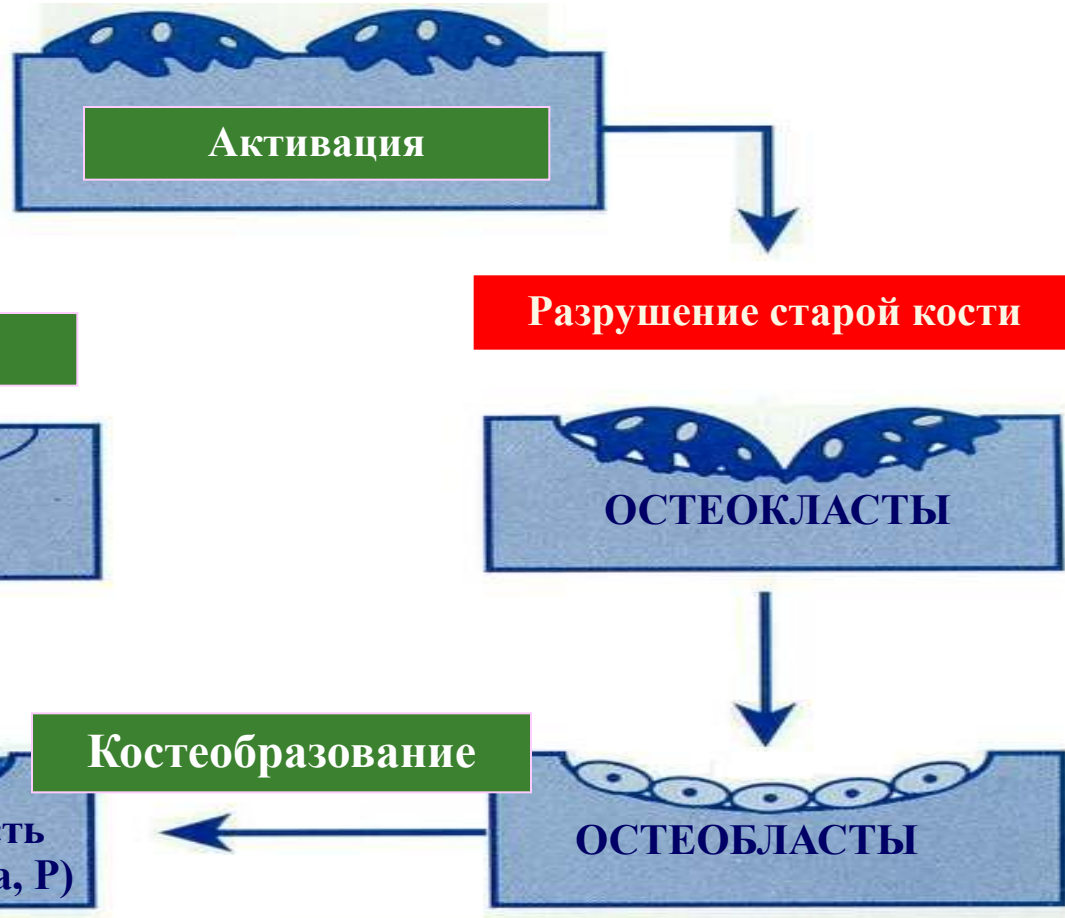 Активация
Разрушение старой кости
ОСТЕОКЛАСТЫ
Костеобразование
ОСТЕОБЛАСТЫ
Р)